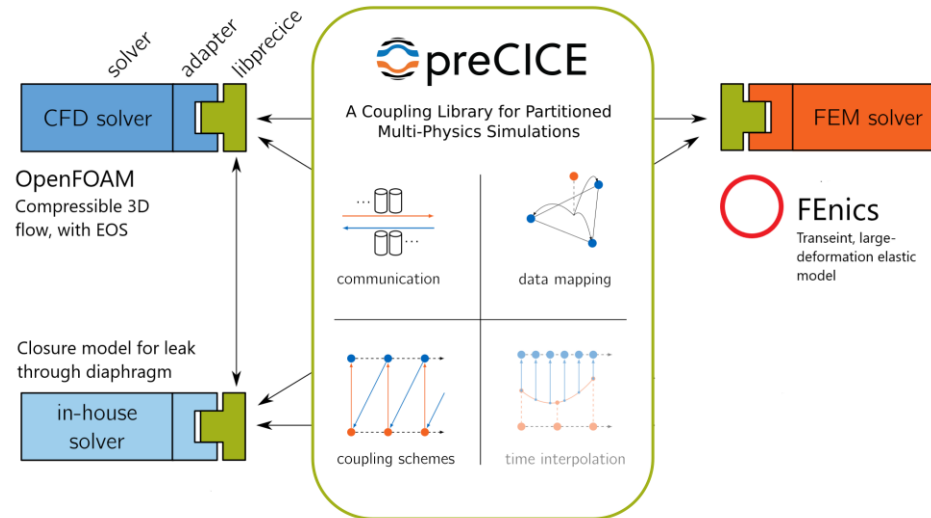 solver
adapter
libprecice
CFD solver
OpenFOAM
Compressible 3D
flow, with EOS
Closure model for leak
through diaphragm
in-house
solver
preCICE
A Coupling Library for Partitioned
Multi-Physics Simulations
...
...
communication
data mapping
coupling schemes
time interpolation
FEM solver
FEnics
Transeint, large-
deformation elastic
model